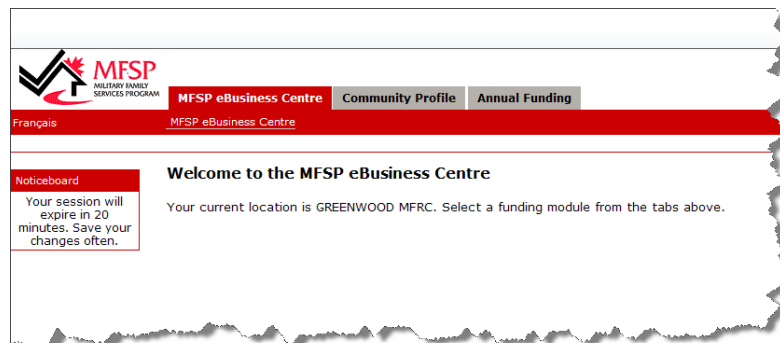 MFSP
MILITARY FAMILY
SERVICES PROGRAM
MFSP eBusiness Centre Community Profile Annual Funding
Français MFSP eBusiness Centre
Noticeboard
Your session will
expire in 20
minutes. Save your
changes often.
Welcome to the MFSP eBusiness Centre
Your current location is GREENWOOD MFRC. Select a funding module from the tabs above.